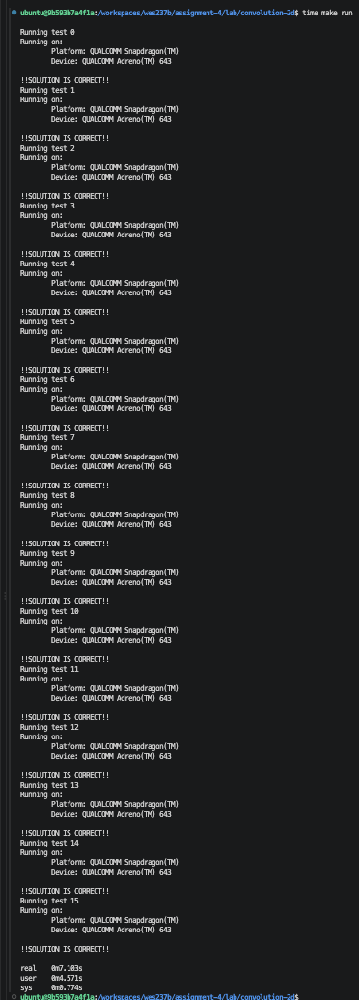 ubuntu@9b593b7a4f1a:/workspaces/wes237b/assignment-4/lab/convolution-2d$ time make run
Running test 0
Running on:
Platform: QUALCOMM Snapdragon(TM)
Device: QUALCOMM Adreno(TM) 643
!!SOLUTION IS CORRECT!!
Running test 1
Running on:
Platform: QUALCOMM Snapdragon(TM)
Device: QUALCOMM Adreno(TM) 643
!!SOLUTION IS CORRECT!!
Running test 2
Running on:
Platform: QUALCOMM Snapdragon(TM)
Device: QUALCOMM Adreno(TM) 643
!!SOLUTION IS CORRECT!!
Running test 3
Running on:
Platform: QUALCOMM Snapdragon(TM)
Device: QUALCOMM Adreno(TM) 643
!!SOLUTION IS CORRECT!!
Running test 4
Running on:
Platform: QUALCOMM Snapdragon(TM)
Device: QUALCOMM Adreno(TM) 643
!!SOLUTION IS CORRECT!!
Running test 5
Running on:
Platform: QUALCOMM Snapdragon(TM)
Device: QUALCOMM Adreno(TM) 643
!!SOLUTION IS CORRECT!!
Running test 6
Running on:
Platform: QUALCOMM Snapdragon(TM)
Device: QUALCOMM Adreno(TM) 643
!!SOLUTION IS CORRECT!!
Running test 7
Running on:
Platform: QUALCOMM Snapdragon(TM)
Device: QUALCOMM Adreno(TM) 643
!!SOLUTION IS CORRECT!!
Running test 8
Running on:
Platform: QUALCOMM Snapdragon(TM)
Device: QUALCOMM Adreno(TM) 643
!!SOLUTION IS CORRECT!!
Running test 9
Running on:
Platform: QUALCOMM Snapdragon(TM)
Device: QUALCOMM Adreno(TM) 643
!!SOLUTION IS CORRECT!!
Running test 10
Running on:
Platform: QUALCOMM Snapdragon(TM)
Device: QUALCOMM Adreno(TM) 643
!!SOLUTION IS CORRECT!!
Running test 11
Running on:
Platform: QUALCOMM Snapdragon(TM)
Device: QUALCOMM Adreno(TM) 643
!!SOLUTION IS CORRECT!!
Running test 12
Running on:
Platform: QUALCOMM Snapdragon(TM)
Device: QUALCOMM Adreno(TM) 643
!!SOLUTION IS CORRECT!!
Running test 13
Running on:
Platform: QUALCOMM Snapdragon(TM)
Device: QUALCOMM Adreno(TM) 643
!!SOLUTION IS CORRECT!!
Running test 14
Running on:
Platform: QUALCOMM Snapdragon(TM)
Device: QUALCOMM Adreno(TM) 643
!!SOLUTION IS CORRECT!!
Running test 15
Running on:
Platform: QUALCOMM Snapdragon(TM)
Device: QUALCOMM Adreno(TM) 643
!!SOLUTION IS CORRECT!!
real 0m7.103s
user 0m4.571s
sys 0m0.774s
ubuntu@9b593b7a4f1a:/workspaces/wes237b/assignment-4/lab/convolution-2d$